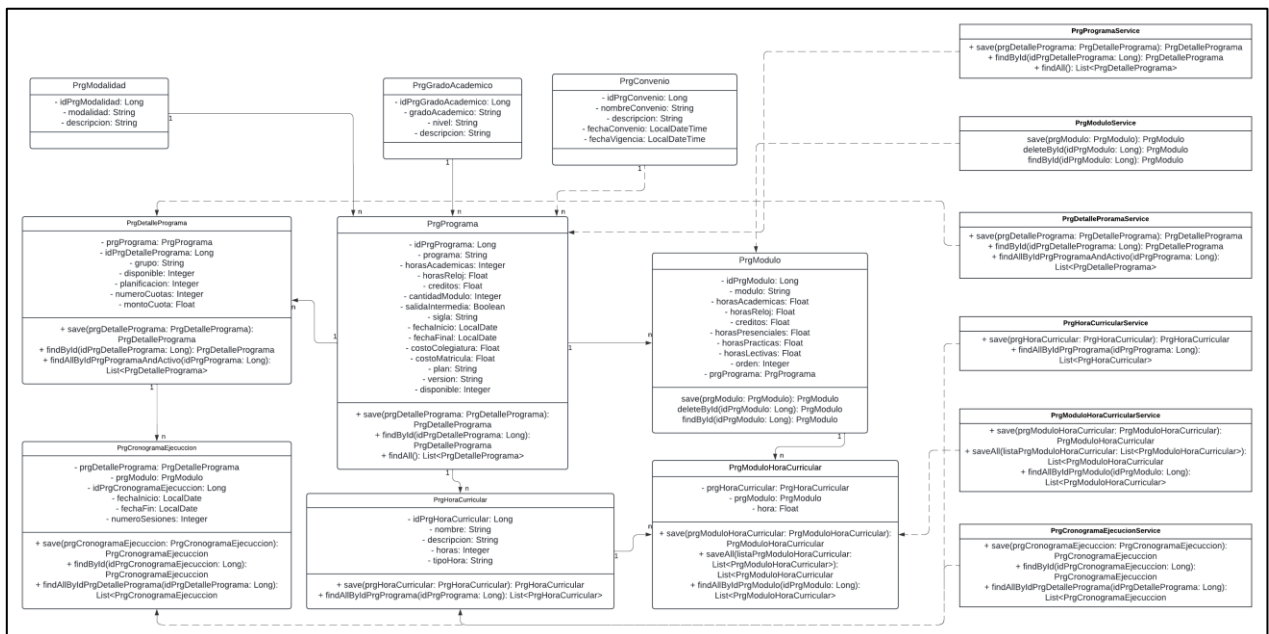 PrgModalidad
- idPrgModalidad: Long
- modalidad: String
- descripcion: String
PrgGradoAcademico
- idPrgGradoAcademico: Long
- gradoAcademico: String
- nivel: String
- descripcion: String
PrgConvenio
- idPrgConvenio: Long
- nombreConvenio: String
- descripcion: String
- fechaConvenio: LocalDateTime
- fechaVigencia: LocalDateTime
PrgProgramaService
+ save(prgDetallePrograma: PrgDetallePrograma): PrgDetallePrograma
+ findById(idPrgDetallePrograma: Long): PrgDetallePrograma
+ findAll(): List<PrgDetallePrograma>
PrgModuloService
save(prgModulo: PrgModulo): PrgModulo
deleteById(idPrgModulo: Long): PrgModulo
findById(idPrgModulo: Long): PrgModulo
1
1
1
n
n
n
PrgDetallePrograma
- prgPrograma: PrgPrograma
- idPrgDetallePrograma: Long
- grupo: String
- disponible: Integer
- planificacion: Integer
- numeroCuotas: Integer
- montoCuota: Float
+ save(prgDetallePrograma: PrgDetallePrograma):
PrgDetallePrograma
+ findById(idPrgDetallePrograma: Long): PrgDetallePrograma
+ findAllByIdPrgProgramaAndActivo(idPrgPrograma: Long):
List<PrgDetallePrograma>
n
1
PrgPrograma
- idPrgPrograma: Long
- programa: String
- horasAcademicas: Integer
- horasReloj: Float
- creditos: Float
- cantidadModulo: Integer
- salidaIntermedia: Boolean
- sigla: String
- fechaInicio: LocalDate
- fechaFinal: LocalDate
- costoColegiatura: Float
- costoMatricula: Float
- plan: String
- version: String
- disponible: Integer
+ save(prgDetallePrograma: PrgDetallePrograma):
PrgDetallePrograma
+ findById(idPrgDetallePrograma: Long):
PrgDetallePrograma
+ findAll(): List<PrgDetallePrograma>
1
n
PrgModulo
- idPrgModulo: Long
- modulo: String
- horasAcademicas: Float
- horasReloj: Float
- creditos: Float
- horasPresenciales: Float
- horasPracticas: Float
- horasLectivas: Float
- orden: Integer
- prgPrograma: PrgPrograma
save(prgModulo: PrgModulo): PrgModulo
deleteById(idPrgModulo: Long): PrgModulo
findById(idPrgModulo: Long): PrgModulo
PrgDetalleProramaService
+ save(prgDetallePrograma: PrgDetallePrograma): PrgDetallePrograma
+ findById(idPrgDetallePrograma: Long): PrgDetallePrograma
+ findAllByIdPrgProgramaAndActivo(idPrgPrograma: Long):
List<PrgDetallePrograma>
PrgHoraCurricularService
+ save(prgHoraCurricular: PrgHoraCurricular): PrgHoraCurricular
+ findAllByIdPrgPrograma(idPrgPrograma: Long):
List<PrgHoraCurricular>
1
n
1
n
1
n
PrgCronogramaEjecuccion
- prgDetallePrograma: PrgDetallePrograma
- prgModulo: PrgModulo
- idPrgCronogramaEjecuccion: Long
- fechaInicio: LocalDate
- fechaFin: LocalDate
- numeroSesiones: Integer
+ save(prgCronogramaEjecuccion: PrgCronogramaEjecuccion):
PrgCronogramaEjecuccion
+ findById(idPrgCronogramaEjecuccion: Long):
PrgCronogramaEjecuccion
+ findAllByIdPrgDetallePrograma(idPrgDetallePrograma: Long):
List<PrgCronogramaEjecuccion
PrgHoraCurricular
- idPrgHoraCurricular: Long
- nombre: String
- descripcion: String
- horas: Integer
- tipoHora: String
+ save(prgHoraCurricular: PrgHoraCurricular): PrgHoraCurricular
+ findAllByIdPrgPrograma(idPrgPrograma: Long): List<PrgHoraCurricular>
1
n
PrgModuloHoraCurricular
- prgHoraCurricular: PrgHoraCurricular
- prgModulo: PrgModulo
- hora: Float
+ save(prgModuloHoraCurricular: PrgModuloHoraCurricular):
PrgModuloHoraCurricular
+ saveAll(listaPrgModuloHoraCurricular:
List<PrgModuloHoraCurricular>):
List<PrgModuloHoraCurricular
+ findAllByIdPrgModulo(idPrgModulo: Long):
List<PrgModuloHoraCurricular>
PrgModuloHoraCurricularService
+ save(prgModuloHoraCurricular: PrgModuloHoraCurricular):
PrgModuloHoraCurricular
+ saveAll(listaPrgModuloHoraCurricular: List<PrgModuloHoraCurricular>):
List<PrgModuloHoraCurricular
+ findAllByIdPrgModulo(idPrgModulo: Long):
List<PrgModuloHoraCurricular>
PrgCronogramaEjecucionService
+ save(prgCronogramaEjecuccion: PrgCronogramaEjecuccion):
PrgCronogramaEjecuccion
+ findById(idPrgCronogramaEjecuccion: Long):
PrgCronogramaEjecuccion
+ findAllByIdPrgDetallePrograma(idPrgDetallePrograma: Long):
List<PrgCronogramaEjecuccion